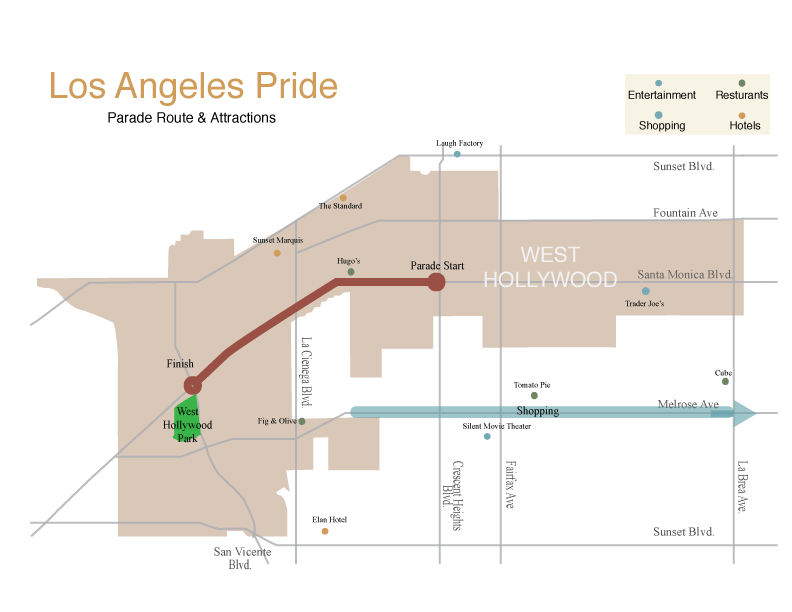 Los Angeles Pride
Parade Route & Attractions
Entertainment
Resturants
Shopping
Hotels
Laugh Factory
Sunset Blvd.
The Standard
Fountain Ave
Sunset Marquis
Hugo's
Parade Start
WEST
HOLLYWOOD
Santa Monica Blvd.
Trader Joe's
La Cienega Blvd.
Finish
Cube
Tomato Pie
Melrose Ave
Shopping
West
Hollywood
Park
Fig & Olive
Silent Movie Theater
Crescent Heights
Blvd.
Fairfax Ave
La Brea Ave.
Elan Hotel
Sunset Blvd.
San Vicente
Blvd.